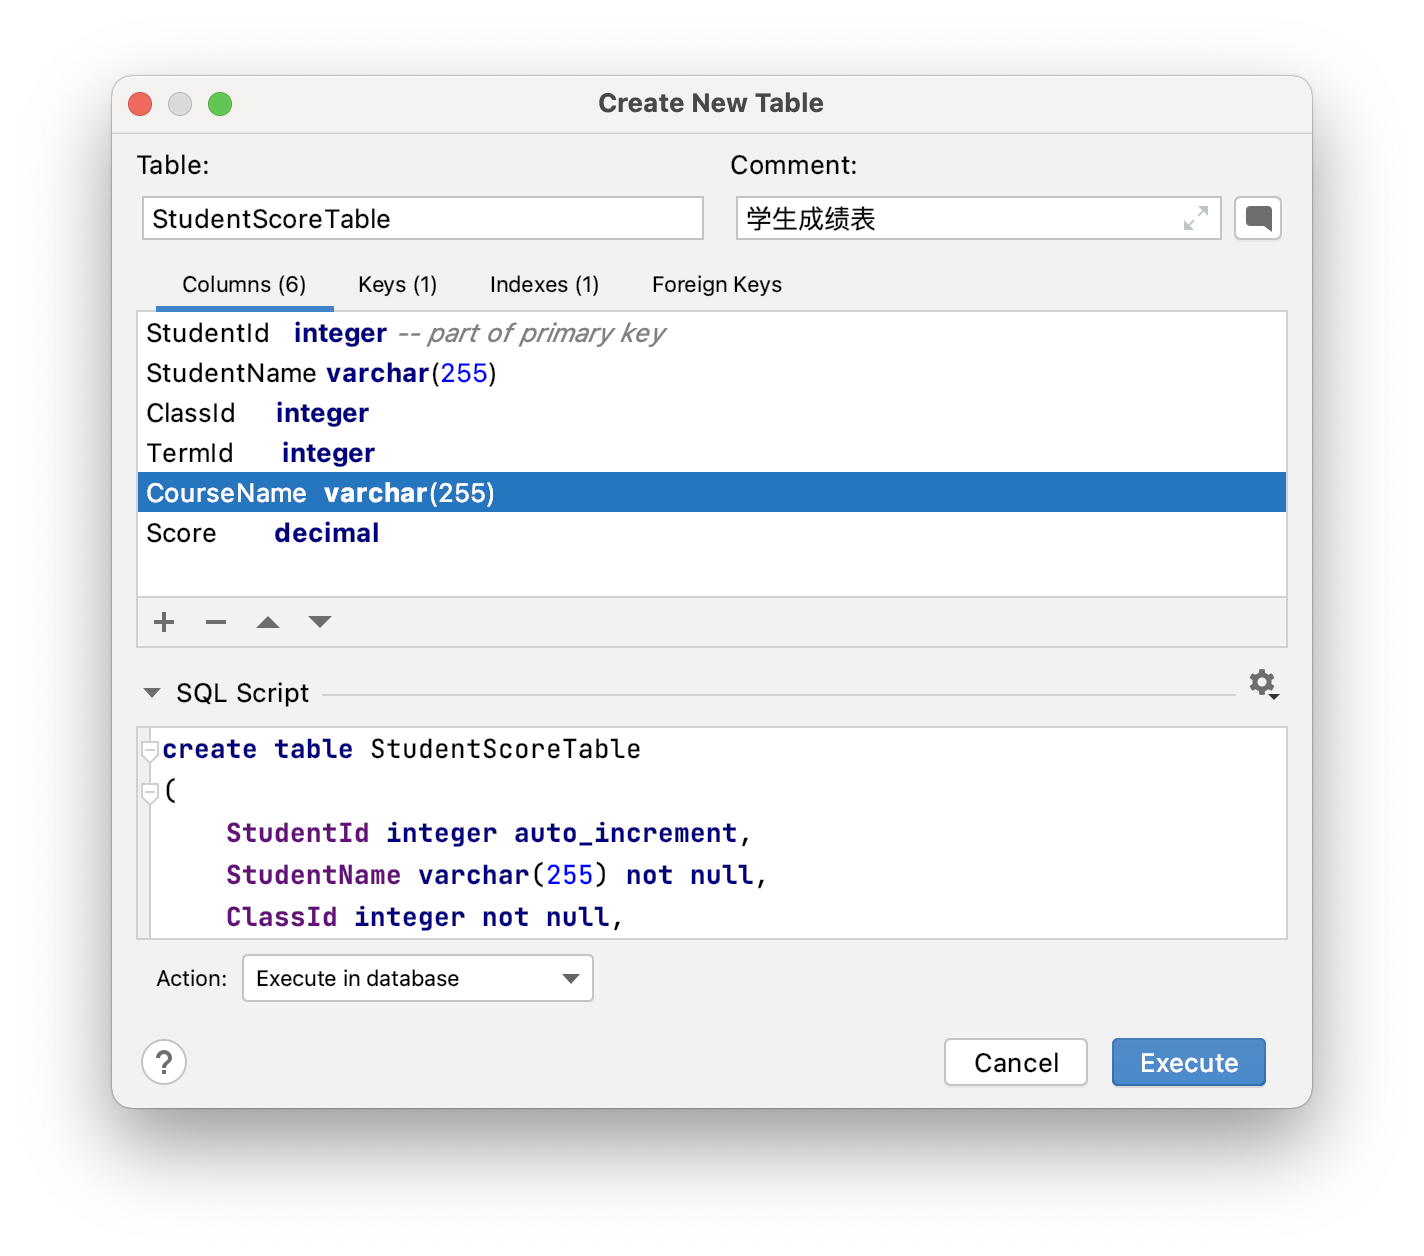 Create New Table
Table: Comment:
StudentScoreTable 学生成绩表
Columns (6) Keys (1) Indexes (1) Foreign Keys
StudentId integer -- part of primary key
StudentName varchar(255)
ClassId integer
TermId integer
CourseName varchar(255)
Score decimal
SQL Script
create table StudentScoreTable
(
StudentId integer auto_increment,
StudentName varchar(255) not null,
ClassId integer not null,
Action: Execute in database
? Cancel Execute